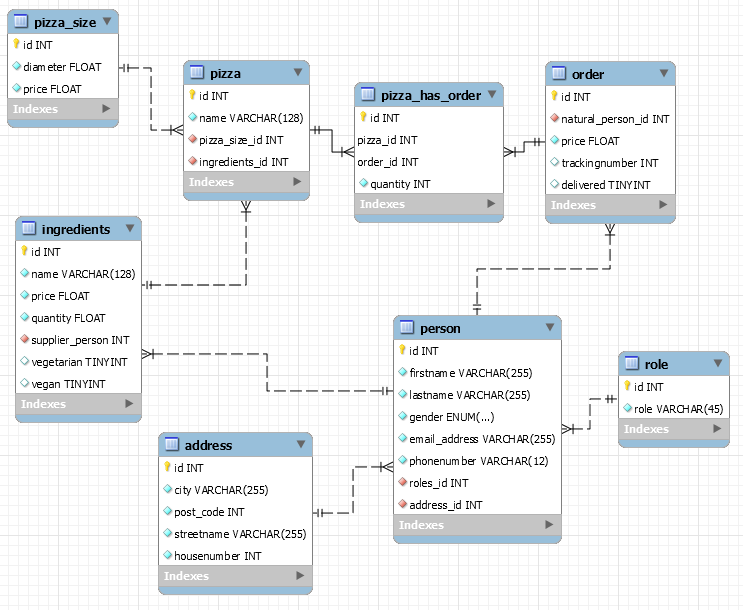 pizza_size
id INT
diameter FLOAT
price FLOAT
Indexes
pizza
id INT
name VARCHAR(128)
pizza_size_id INT
ingredients_id INT
Indexes
pizza_has_order
id INT
pizza_id INT
order_id INT
quantity INT
Indexes
order
id INT
natural_person_id INT
price FLOAT
trackingnumber INT
delivered TINYINT
Indexes
ingredients
id INT
name VARCHAR(128)
price FLOAT
quantity FLOAT
supplier_person INT
vegetarian TINYINT
vegan TINYINT
Indexes
person
id INT
firstname VARCHAR(255)
lastname VARCHAR(255)
gender ENUM(...)
email_address VARCHAR(255)
phonenumber VARCHAR(12)
roles_id INT
address_id INT
Indexes
role
id INT
role VARCHAR(45)
Indexes
address
id INT
city VARCHAR(255)
post_code INT
streetname VARCHAR(255)
housenumber INT
Indexes